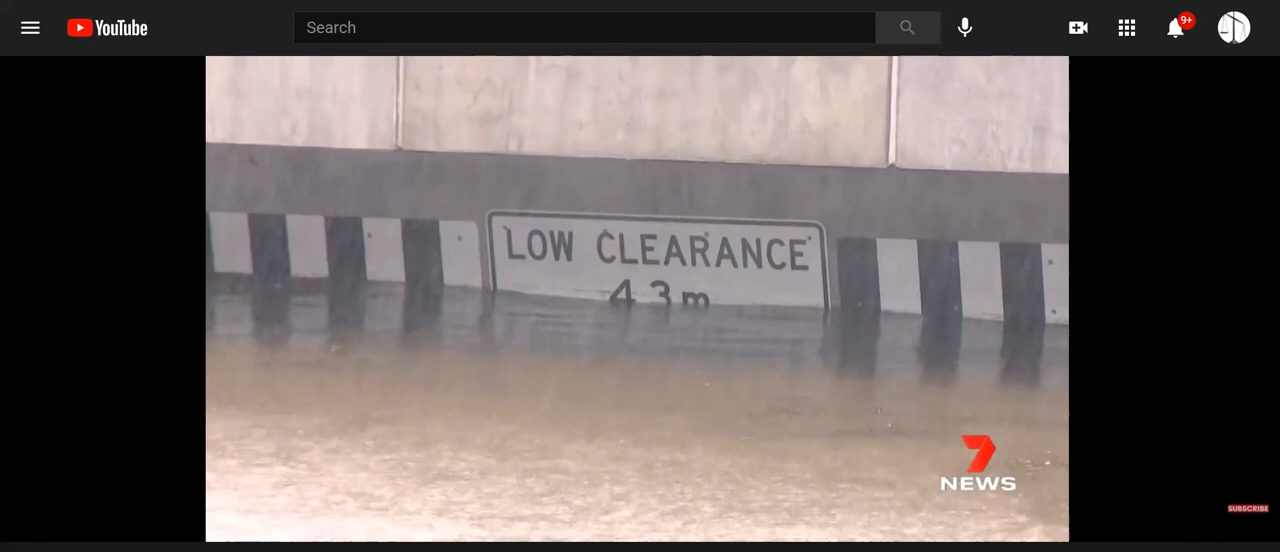 YouTube
Search
9+
LOW CLEARANCE
4.3m
7
NEWS
SUBSCRIBE